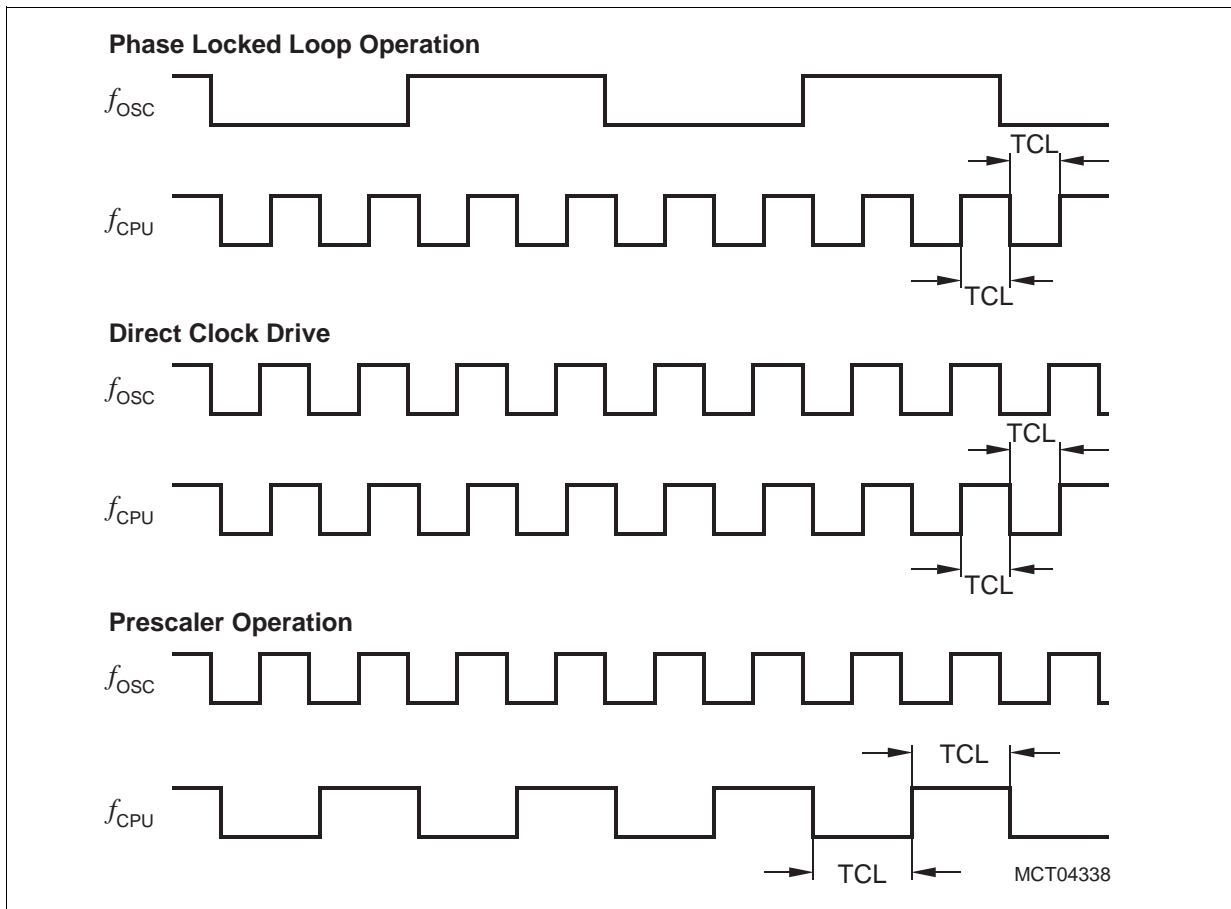 Phase Locked Loop Operation
fOSC
TCL
fCPU
TCL
Direct Clock Drive
fOSC
TCL
fCPU
TCL
Prescaler Operation
fOSC
TCL
fCPU
TCL
MCT04338